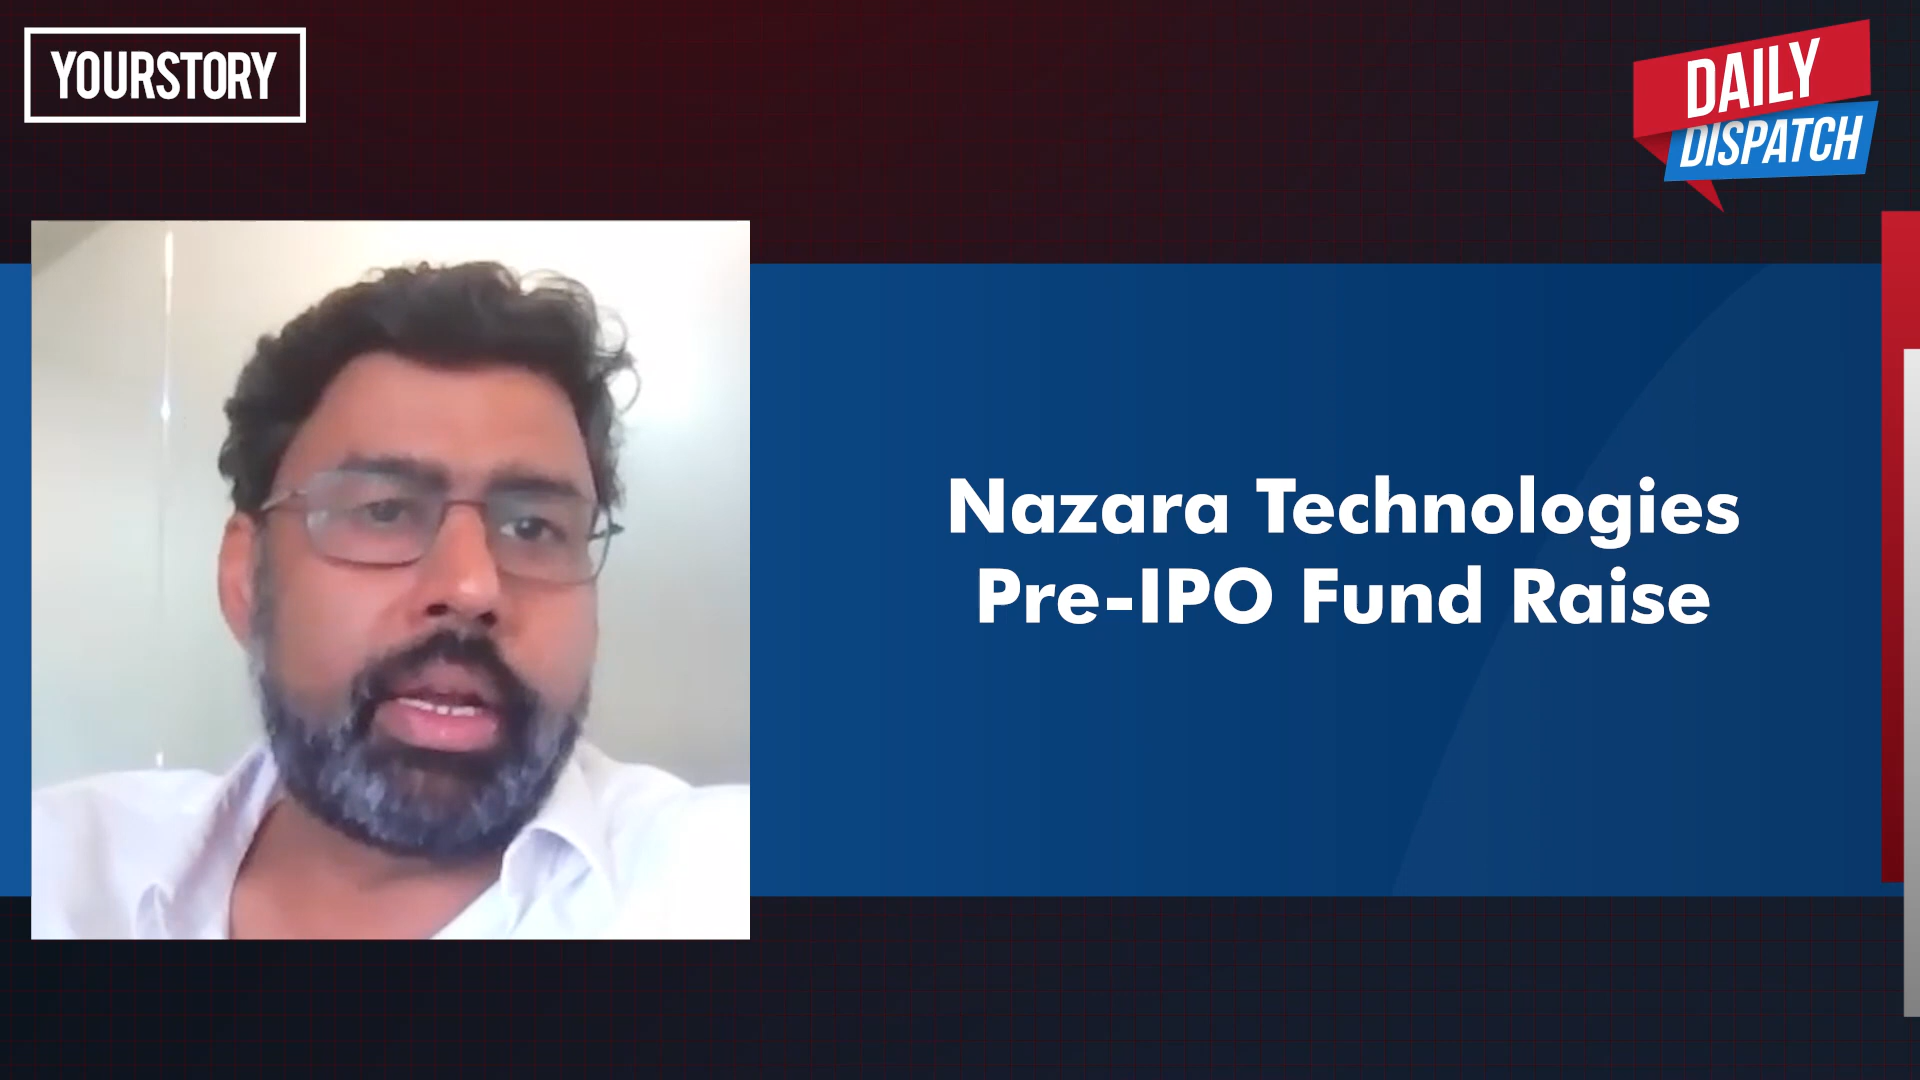 YOURSTORY
DAILY
DISPATCH
Nazara Technologies
Pre-IPO Fund Raise